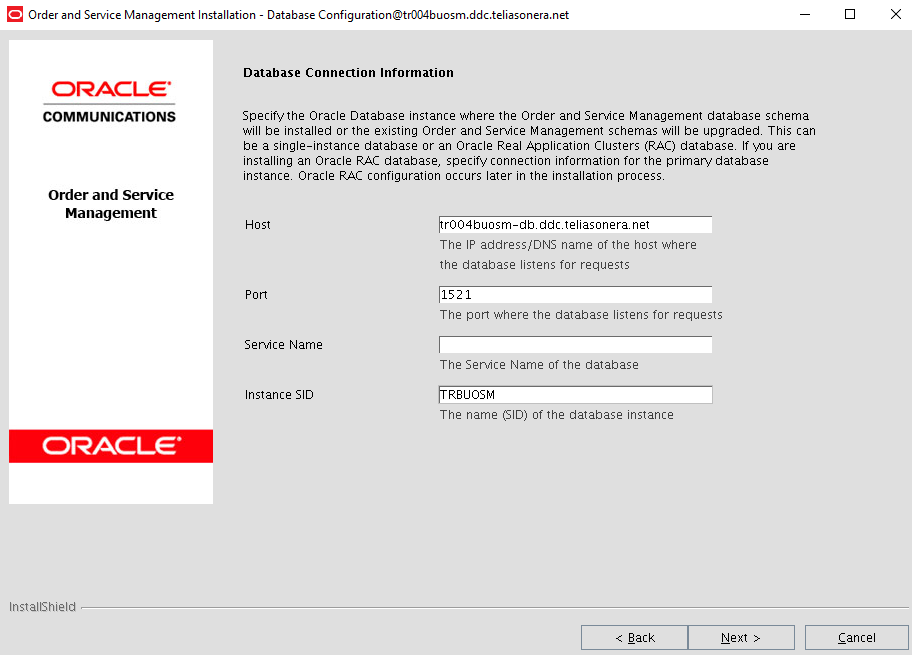 Order and Service Management Installation - Database Configuration@tr004buosm.ddc.teliasonera.net
ORACLE
COMMUNICATIONS
Order and Service
Management
ORACLE
Database Connection Information
Specify the Oracle Database instance where the Order and Service Management database schema
will be installed or the existing Order and Service Management schemas will be upgraded. This can
be a single-instance database or an Oracle Real Application Clusters (RAC) database. If you are
installing an Oracle RAC database, specify connection information for the primary database
instance. Oracle RAC configuration occurs later in the installation process.
Host
tr004buosm-db.ddc.teliasonera.net
The IP address/DNS name of the host where
the database listens for requests
Port
1521
The port where the database listens for requests
Service Name
The Service Name of the database
Instance SID
TRBUOSM
The name (SID) of the database instance
InstallShield
< Back
Next >
Cancel